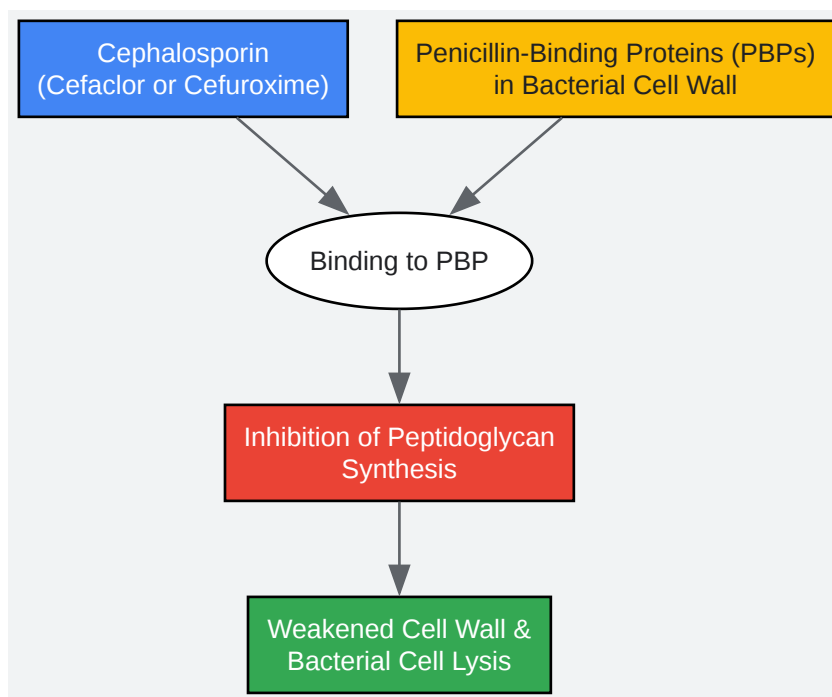 Cephalosporin
(Cefaclor or Cefuroxime)
Penicillin-Binding Proteins (PBPs)
in Bacterial Cell Wall
Binding to PBP
Inhibition of Peptidoglycan
Synthesis
Weakened Cell Wall &
Bacterial Cell Lysis